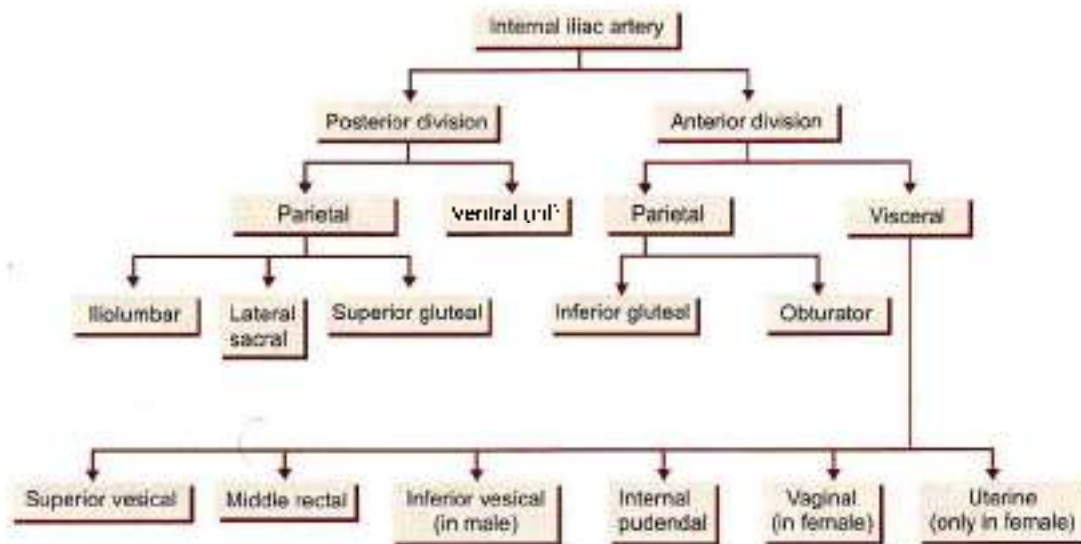 Internal iliac artery
Posterior division
Anterior division
Parietal
Parietal
Visceral
Iliolumbar
Lateral
sacral
Superior gluteal
Inferior gluteal
Obturator
Superior vesical
Middle rectal
Inferior vesical
(in male)
Internal
pudendal
Vaginal
(in female)
Uterine
(only in female)